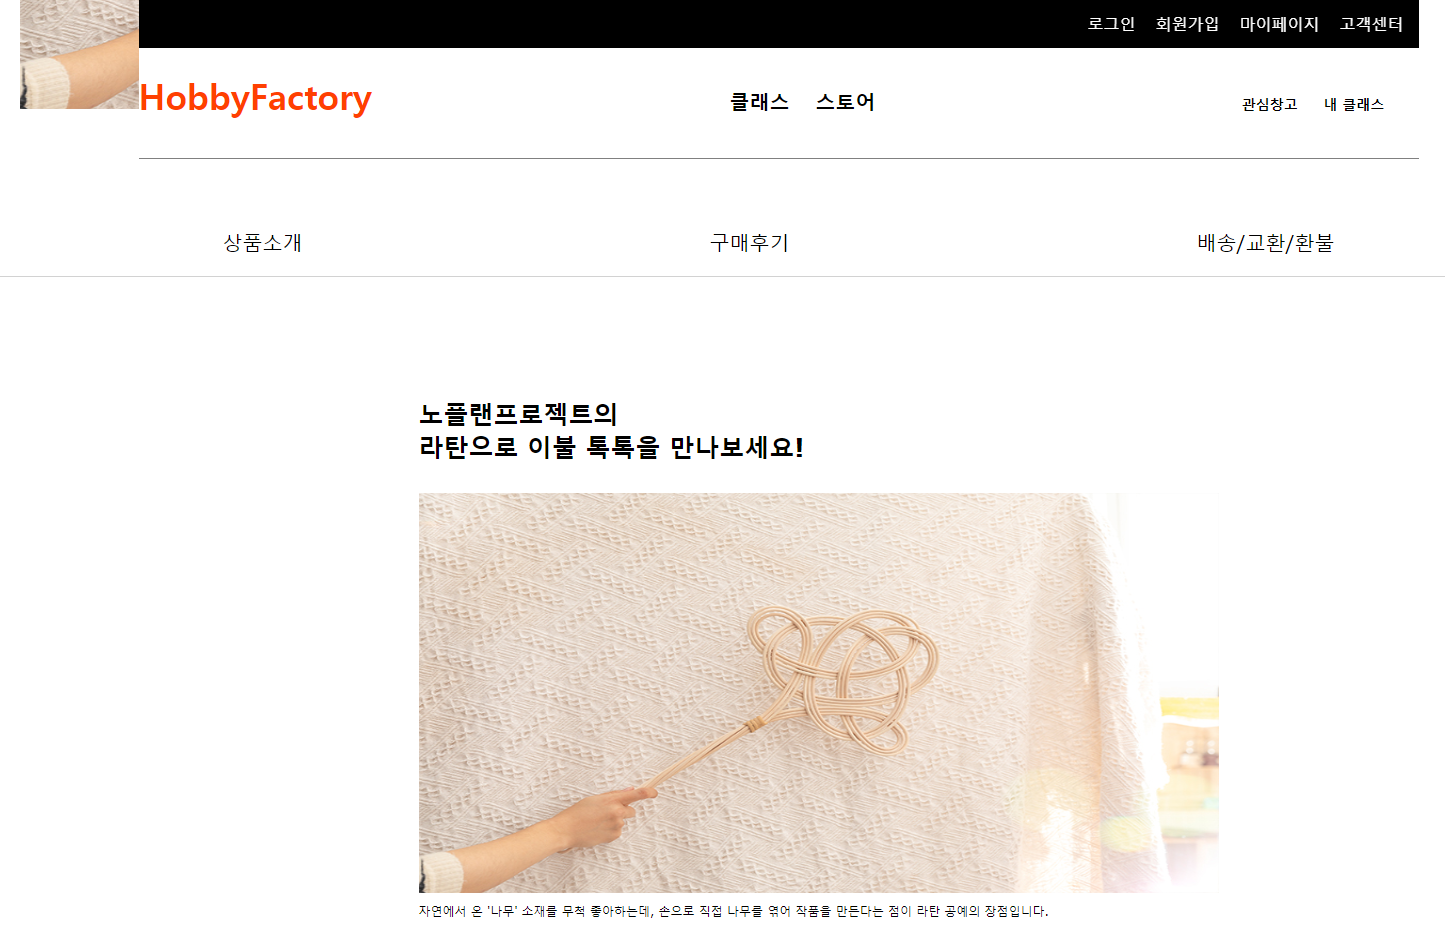 로그인 회원가입 마이페이지 고객센터
HobbyFactory 클래스 스토어 관심창고 내 클래스
상품소개 구매후기 배송/교환/환불
노플랜프로젝트의
라탄으로 이불 톡톡을 만나보세요!
자연에서 온 '나무' 소재를 무척 좋아하는데, 손으로 직접 나무를 엮어 작품을 만든다는 점이 라탄 공예의 장점입니다.